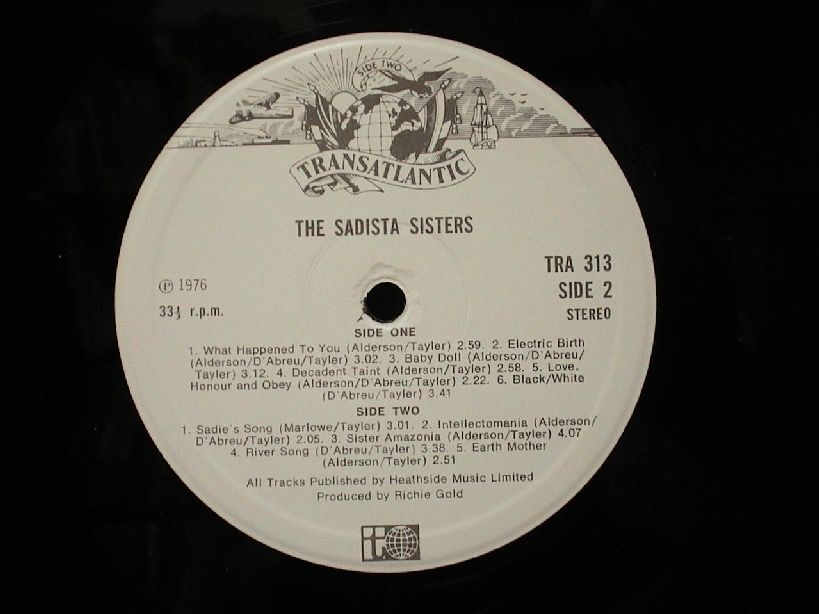 SIDE TWO
TRANSATLANTIC
THE SADISTA SISTERS
TRA 313
℗ 1976
SIDE 2
33⅓ r.p.m.
STEREO
SIDE ONE
1. What Happened To You (Alderson/Tayler) 2.59. 2. Electric Birth
(Alderson/D'Abreu/Tayler) 3.02. 3. Baby Doll (Alderson/D'Abreu/
Tayler) 3.12. 4. Decadent Taint (Alderson/Tayler) 2.58. 5. Love,
Honour and Obey (Alderson/D'Abreu/Tayler) 2.22. 6. Black/White
(D'Abreu/Tayler) 3.41
SIDE TWO
1. Sadie's Song (Marlowe/Tayler) 3.01. 2. Intellectomania (Alderson/
D'Abreu/Tayler) 2.05. 3. Sister Amazonia (Alderson/Tayler) 4.07
4. River Song (D'Abreu/Tayler) 3.38. 5. Earth Mother
(Alderson/Tayler) 2.51
All Tracks Published by Heathside Music Limited
Produced by Richie Gold
it